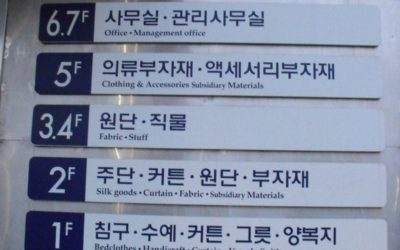 6.7F
사무실·관리사무실
Office • Management office
5F
의류부자재·액세서리부자재
Clothing & Accessories Subsidiary Materials
3.4F
원단·직물
Fabric • Stuff
2F
주단·커튼·원단·부자재
Silk goods • Curtain • Fabric • Subsidiary Materials
1F
침구·수예·커튼·그릇·양복지
Bedclothes • Handicraft • Curtain